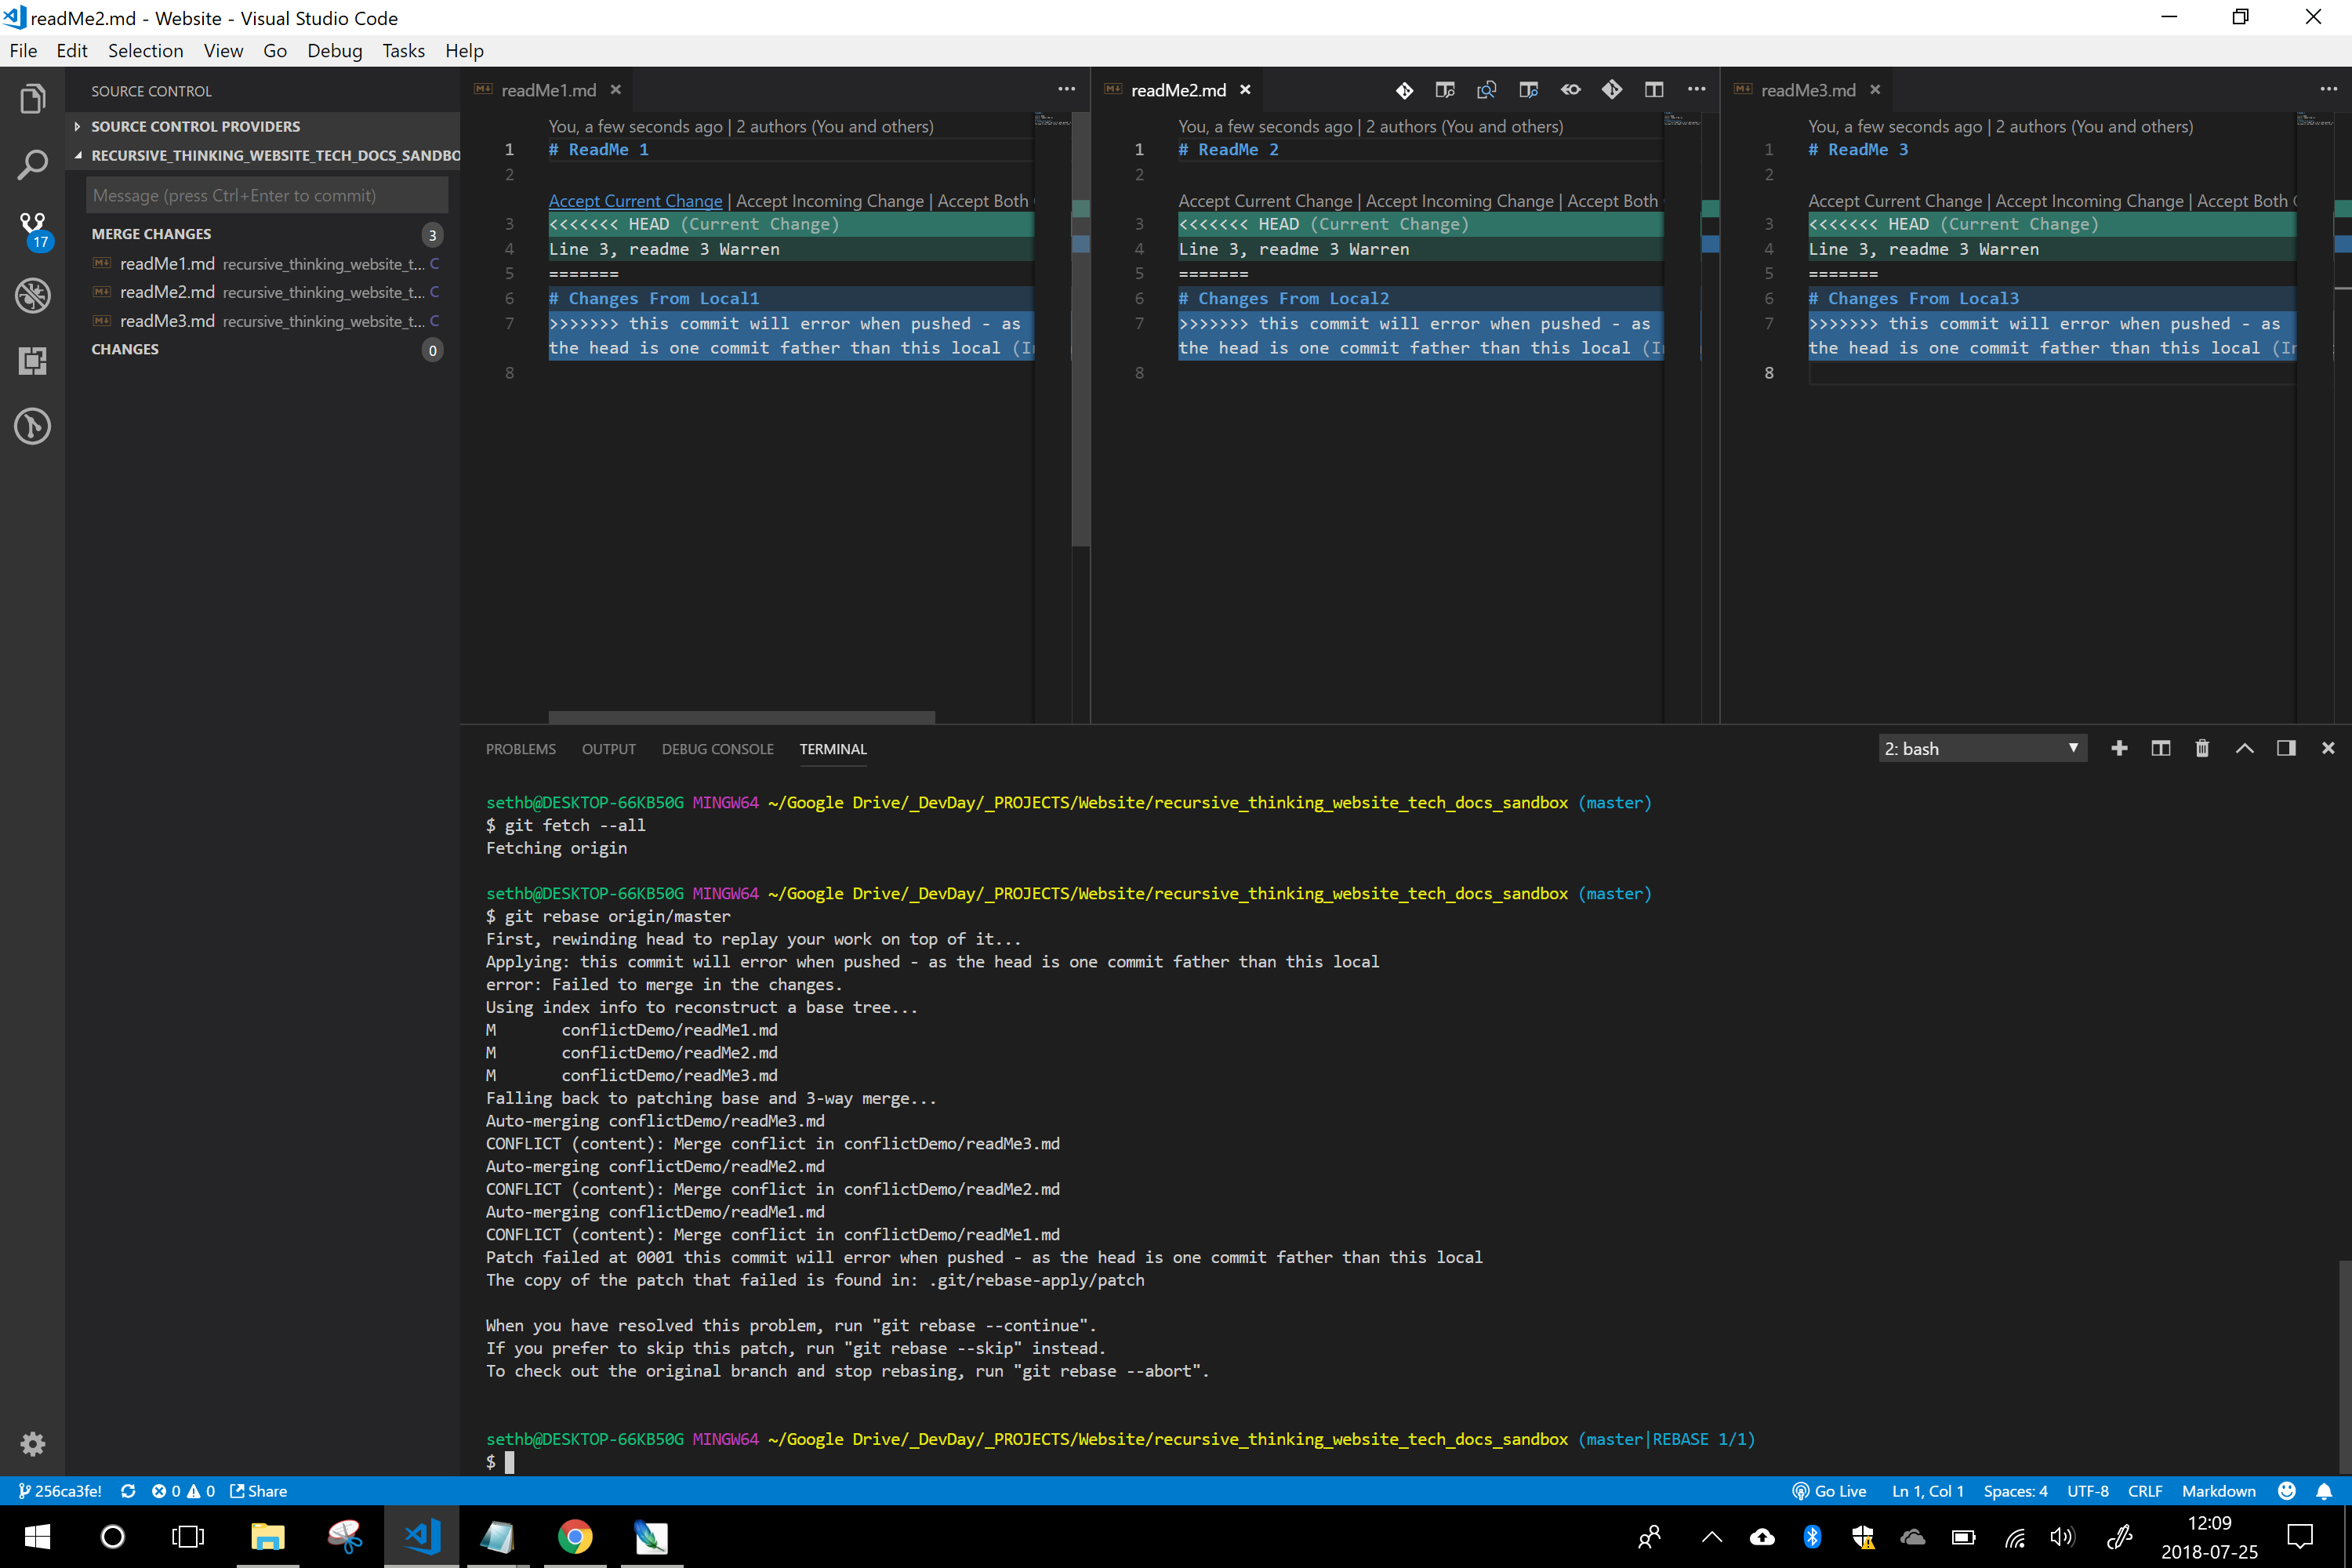 readMe2.md - Website - Visual Studio Code
File Edit Selection View Go Debug Tasks Help
SOURCE CONTROL
SOURCE CONTROL PROVIDERS
RECURSIVE_THINKING_WEBSITE_TECH_DOCS_SANDBO
Message (press Ctrl+Enter to commit)
MERGE CHANGES 3
readMe1.md recursive_thinking_website_t... C
readMe2.md recursive_thinking_website_t... C
readMe3.md recursive_thinking_website_t... C
CHANGES 0
17
readMe1.md
You, a few seconds ago | 2 authors (You and others)
1 # ReadMe 1
2
Accept Current Change | Accept Incoming Change | Accept Both
3 <<<<<<< HEAD (Current Change)
4 Line 3, readme 3 Warren
5 =======
6 # Changes From Local1
7 >>>>>>> this commit will error when pushed - as
the head is one commit father than this local (I
8
readMe2.md
You, a few seconds ago | 2 authors (You and others)
1 # ReadMe 2
2
Accept Current Change | Accept Incoming Change | Accept Both
3 <<<<<<< HEAD (Current Change)
4 Line 3, readme 3 Warren
5 =======
6 # Changes From Local2
7 >>>>>>> this commit will error when pushed - as
the head is one commit father than this local (I
8
readMe3.md
You, a few seconds ago | 2 authors (You and others)
1 # ReadMe 3
2
Accept Current Change | Accept Incoming Change | Accept Both
3 <<<<<<< HEAD (Current Change)
4 Line 3, readme 3 Warren
5 =======
6 # Changes From Local3
7 >>>>>>> this commit will error when pushed - as
the head is one commit father than this local (In
8
PROBLEMS OUTPUT DEBUG CONSOLE TERMINAL 2: bash
sethb@DESKTOP-66KB50G MINGW64 ~/Google Drive/_DevDay/_PROJECTS/Website/recursive_thinking_website_tech_docs_sandbox (master)
$ git fetch --all
Fetching origin
sethb@DESKTOP-66KB50G MINGW64 ~/Google Drive/_DevDay/_PROJECTS/Website/recursive_thinking_website_tech_docs_sandbox (master)
$ git rebase origin/master
First, rewinding head to replay your work on top of it...
Applying: this commit will error when pushed - as the head is one commit father than this local
error: Failed to merge in the changes.
Using index info to reconstruct a base tree...
M conflictDemo/readMe1.md
M conflictDemo/readMe2.md
M conflictDemo/readMe3.md
Falling back to patching base and 3-way merge...
Auto-merging conflictDemo/readMe3.md
CONFLICT (content): Merge conflict in conflictDemo/readMe3.md
Auto-merging conflictDemo/readMe2.md
CONFLICT (content): Merge conflict in conflictDemo/readMe2.md
Auto-merging conflictDemo/readMe1.md
CONFLICT (content): Merge conflict in conflictDemo/readMe1.md
Patch failed at 0001 this commit will error when pushed - as the head is one commit father than this local
The copy of the patch that failed is found in: .git/rebase-apply/patch
When you have resolved this problem, run "git rebase --continue".
If you prefer to skip this patch, run "git rebase --skip" instead.
To check out the original branch and stop rebasing, run "git rebase --abort".
sethb@DESKTOP-66KB50G MINGW64 ~/Google Drive/_DevDay/_PROJECTS/Website/recursive_thinking_website_tech_docs_sandbox (master|REBASE 1/1)
$
256ca3fe! 0 0 Share Go Live Ln 1, Col 1 Spaces: 4 UTF-8 CRLF Markdown
12:09
2018-07-25